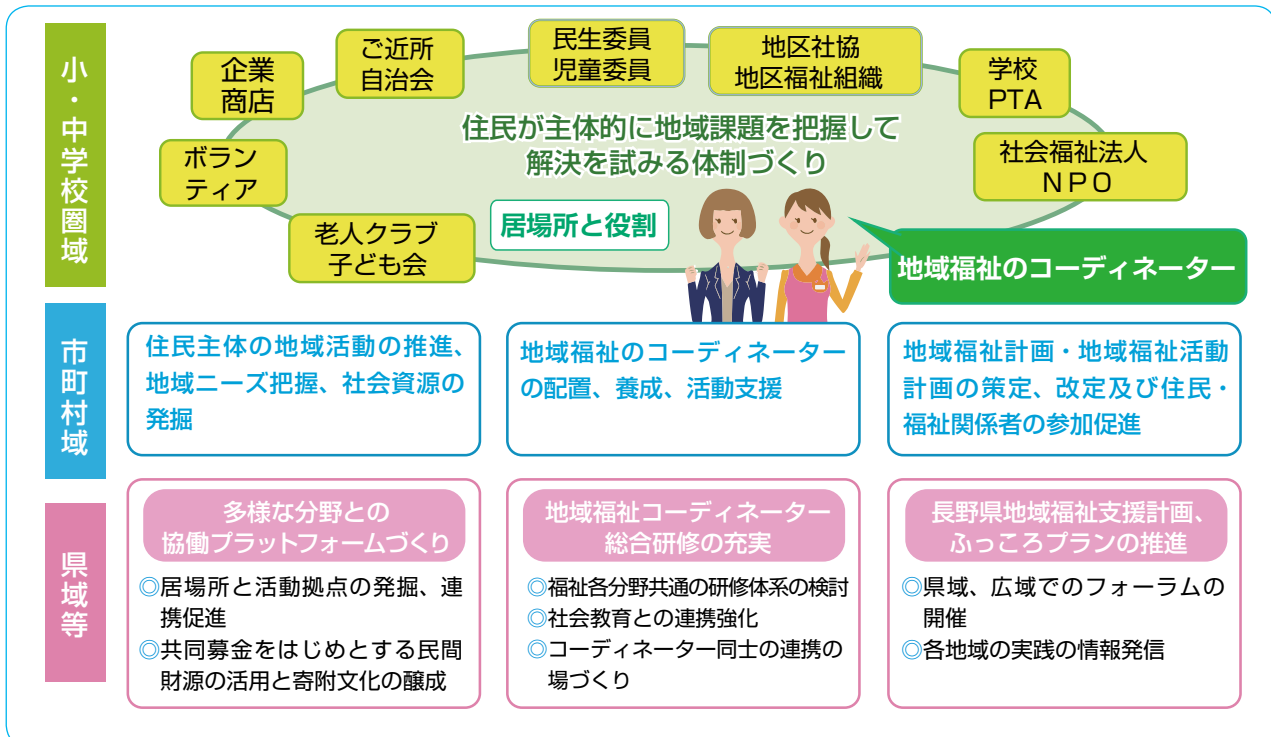 小・中学校圏域
企業
商店
ご近所
自治会
民生委員
児童委員
地区社協
地区福祉組織
学校
PTA
ボラン
ティア
住民が主体的に地域課題を把握して
解決を試みる体制づくり
社会福祉法人
ＮＰＯ
老人クラブ
子ども会
居場所と役割
地域福祉のコーディネーター
市町村域
住民主体の地域活動の推進、
地域ニーズ把握、社会資源の
発掘
地域福祉のコーディネーター
の配置、養成、活動支援
地域福祉計画・地域福祉活動
計画の策定、改定及び住民・
福祉関係者の参加促進
県域等
多様な分野との
協働プラットフォームづくり
◎居場所と活動拠点の発掘、連
携促進
◎共同募金をはじめとする民間
財源の活用と寄附文化の醸成
地域福祉コーディネーター
総合研修の充実
◎福祉各分野共通の研修体系の検討
◎社会教育との連携強化
◎コーディネーター同士の連携の
場づくり
長野県地域福祉支援計画、
ふっころプランの推進
◎県域、広域でのフォーラムの
開催
◎各地域の実践の情報発信